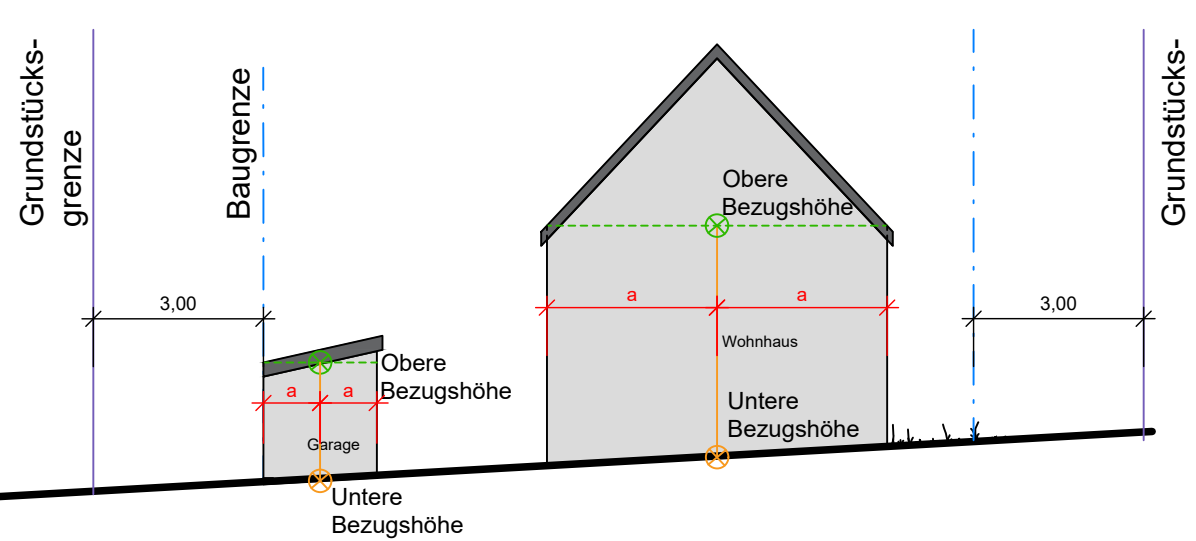 Grundstücks-
grenze
Baugrenze
3,00
Obere
Bezugshöhe
a
a
Garage
Untere
Bezugshöhe
Obere
Bezugshöhe
a
a
Wohnhaus
Untere
Bezugshöhe
3,00
Grundstücks-